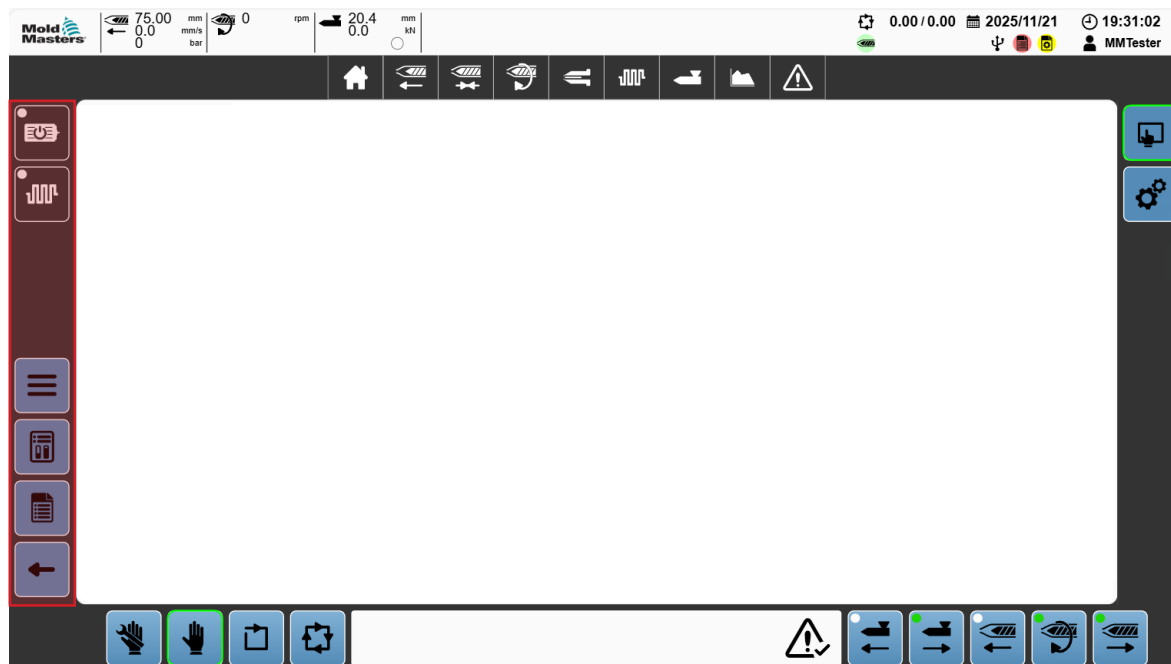 Mold
Masters
75.00 mm
0.0 mm/s
0 bar
0 rpm
20.4 mm
0.0 kN
0.00 / 0.00
2025/11/21
19:31:02
MMTester